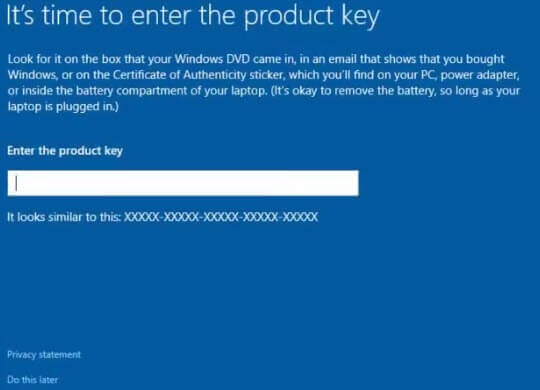 It's time to enter the product key
Look for it on the box that your Windows DVD came in, in an email that shows that you bought
Windows, or on the Certificate of Authenticity sticker, which you'll find on your PC, power adapter,
or inside the battery compartment of your laptop. (It's okay to remove the battery, so long as your
laptop is plugged in.)
Enter the product key
It looks similar to this: XXXXX-XXXXX-XXXXX-XXXXX-XXXXX
Privacy statement
Do this later